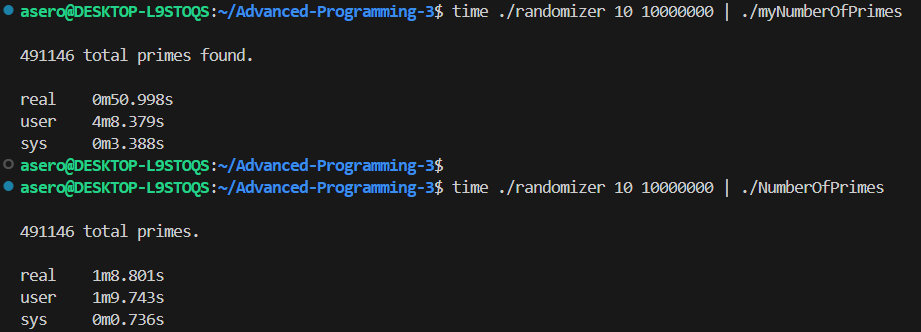 asero@DESKTOP-L9STOQS:~/Advanced-Programming-3$ time ./randomizer 10 10000000 | ./myNumberOfPrimes
491146 total primes found.
real 0m50.998s
user 4m8.379s
sys 0m3.388s
asero@DESKTOP-L9STOQS:~/Advanced-Programming-3$
asero@DESKTOP-L9STOQS:~/Advanced-Programming-3$ time ./randomizer 10 10000000 | ./NumberOfPrimes
491146 total primes.
real 1m8.801s
user 1m9.743s
sys 0m0.736s